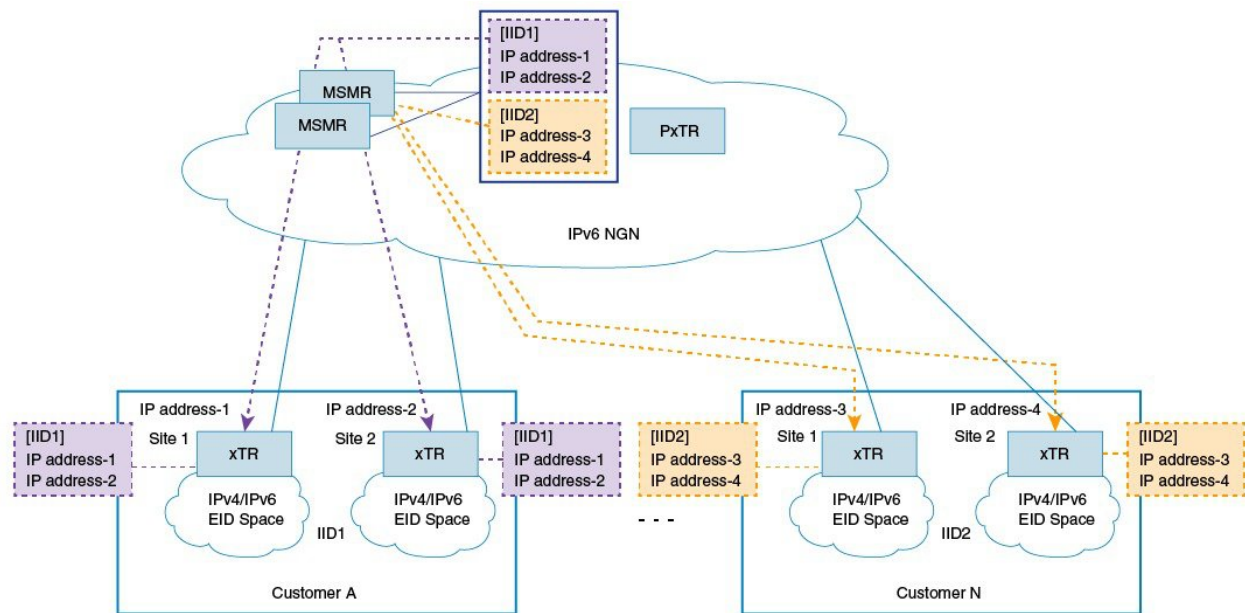 [IID1]
IP address-1
IP address-2
MSMR
MSMR
[IID2]
IP address-3
IP address-4
PxTR
IPv6 NGN
IP address-1
IP address-2
IP address-3
IP address-4
[IID1]
IP address-1
IP address-2
Site 1
xTR
Site 2
xTR
[IID1]
IP address-1
IP address-2
[IID2]
IP address-3
IP address-4
Site 1
xTR
Site 2
xTR
[IID2]
IP address-3
IP address-4
IPv4/IPv6
EID Space
IID1
IPv4/IPv6
EID Space
- - -
IPv4/IPv6
EID Space
IID2
IPv4/IPv6
EID Space
Customer A
Customer N